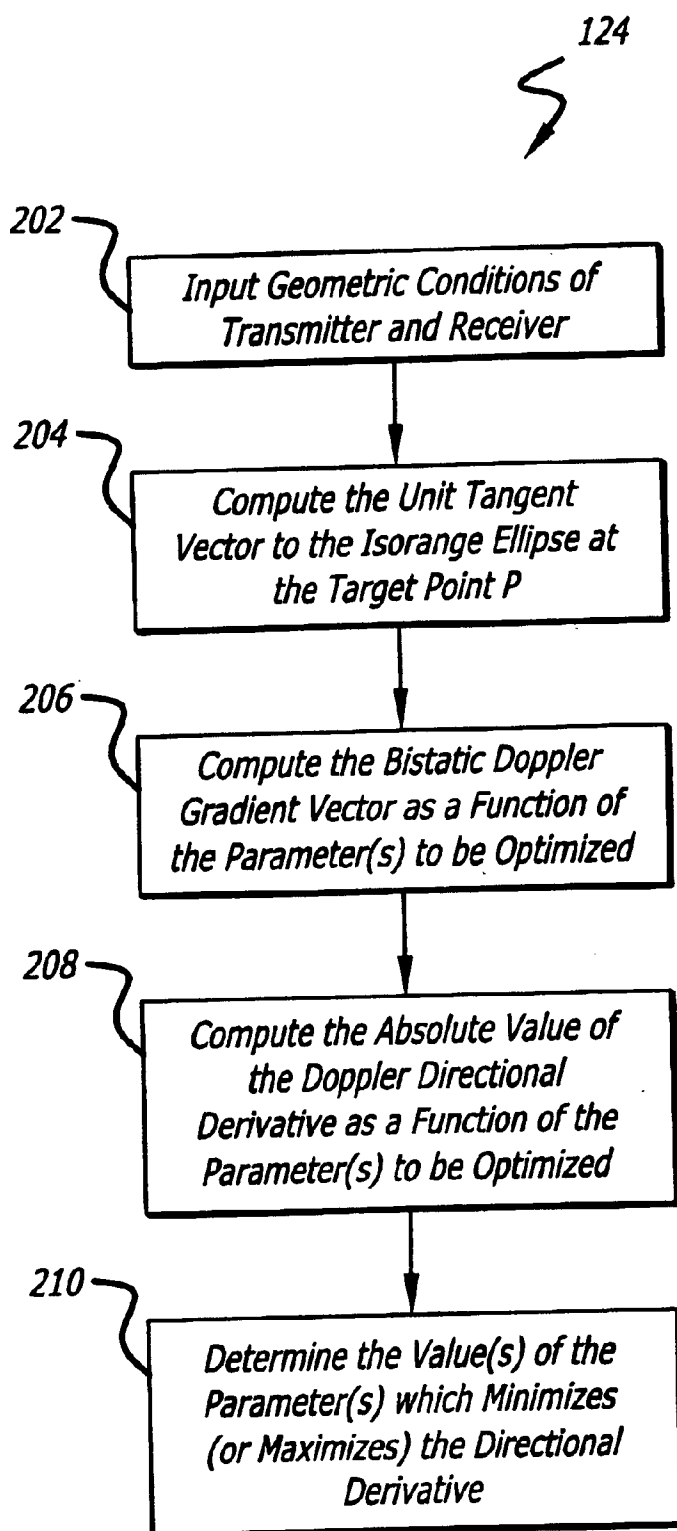 124
202
Input Geometric Conditions of
Transmitter and Receiver
204
Compute the Unit Tangent
Vector to the Isorange Ellipse at
the Target Point P
206
Compute the Bistatic Doppler
Gradient Vector as a Function of
the Parameter(s) to be Optimized
208
Compute the Absolute Value of
the Doppler Directional
Derivative as a Function of the
Parameter(s) to be Optimized
210
Determine the Value(s) of the
Parameter(s) which Minimizes
(or Maximizes) the Directional
Derivative